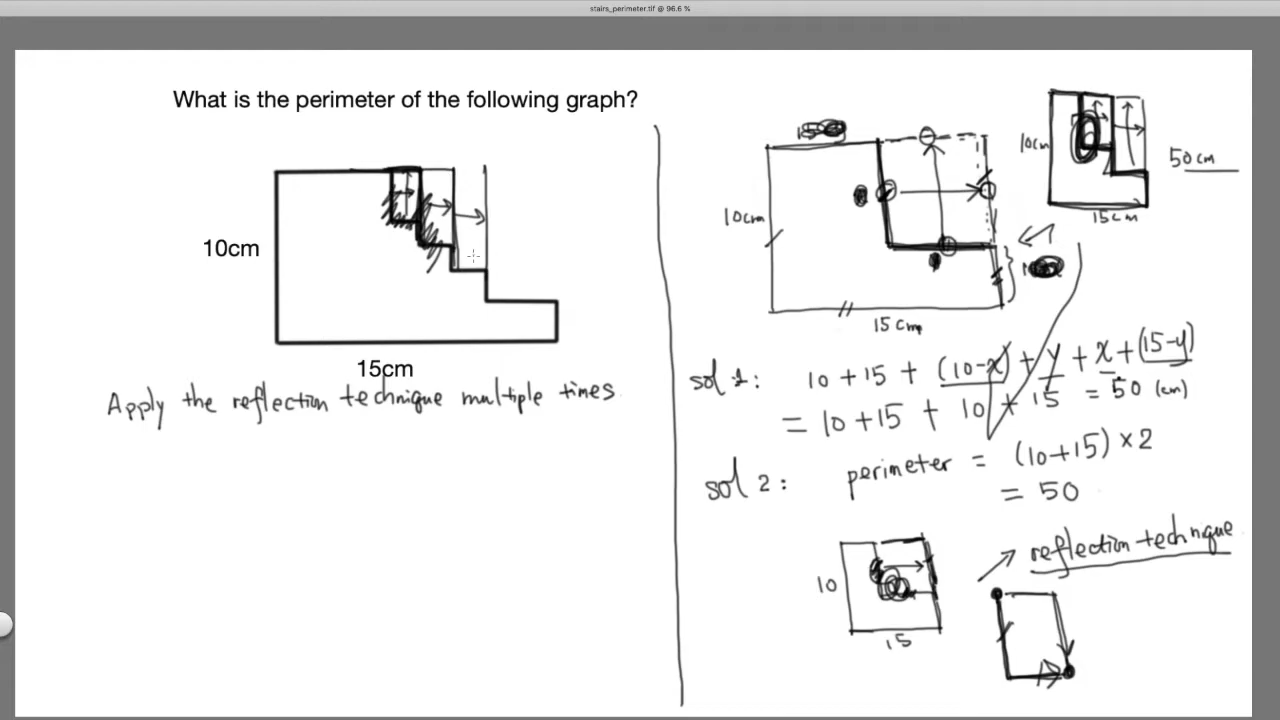 stairs_perimeter.tif @ 96.6 %
What is the perimeter of the following graph?
10cm
15cm
Apply the reflection technique multiple times.
10cm
15cm
10cm
15cm
50cm
sol 1: 10 + 15 + (10-x) + y + x + (15-y)
= 10 + 15 + 10 + 15 = 50 (cm)
sol 2: perimeter = (10+15) × 2
= 50
reflection technique
10
15